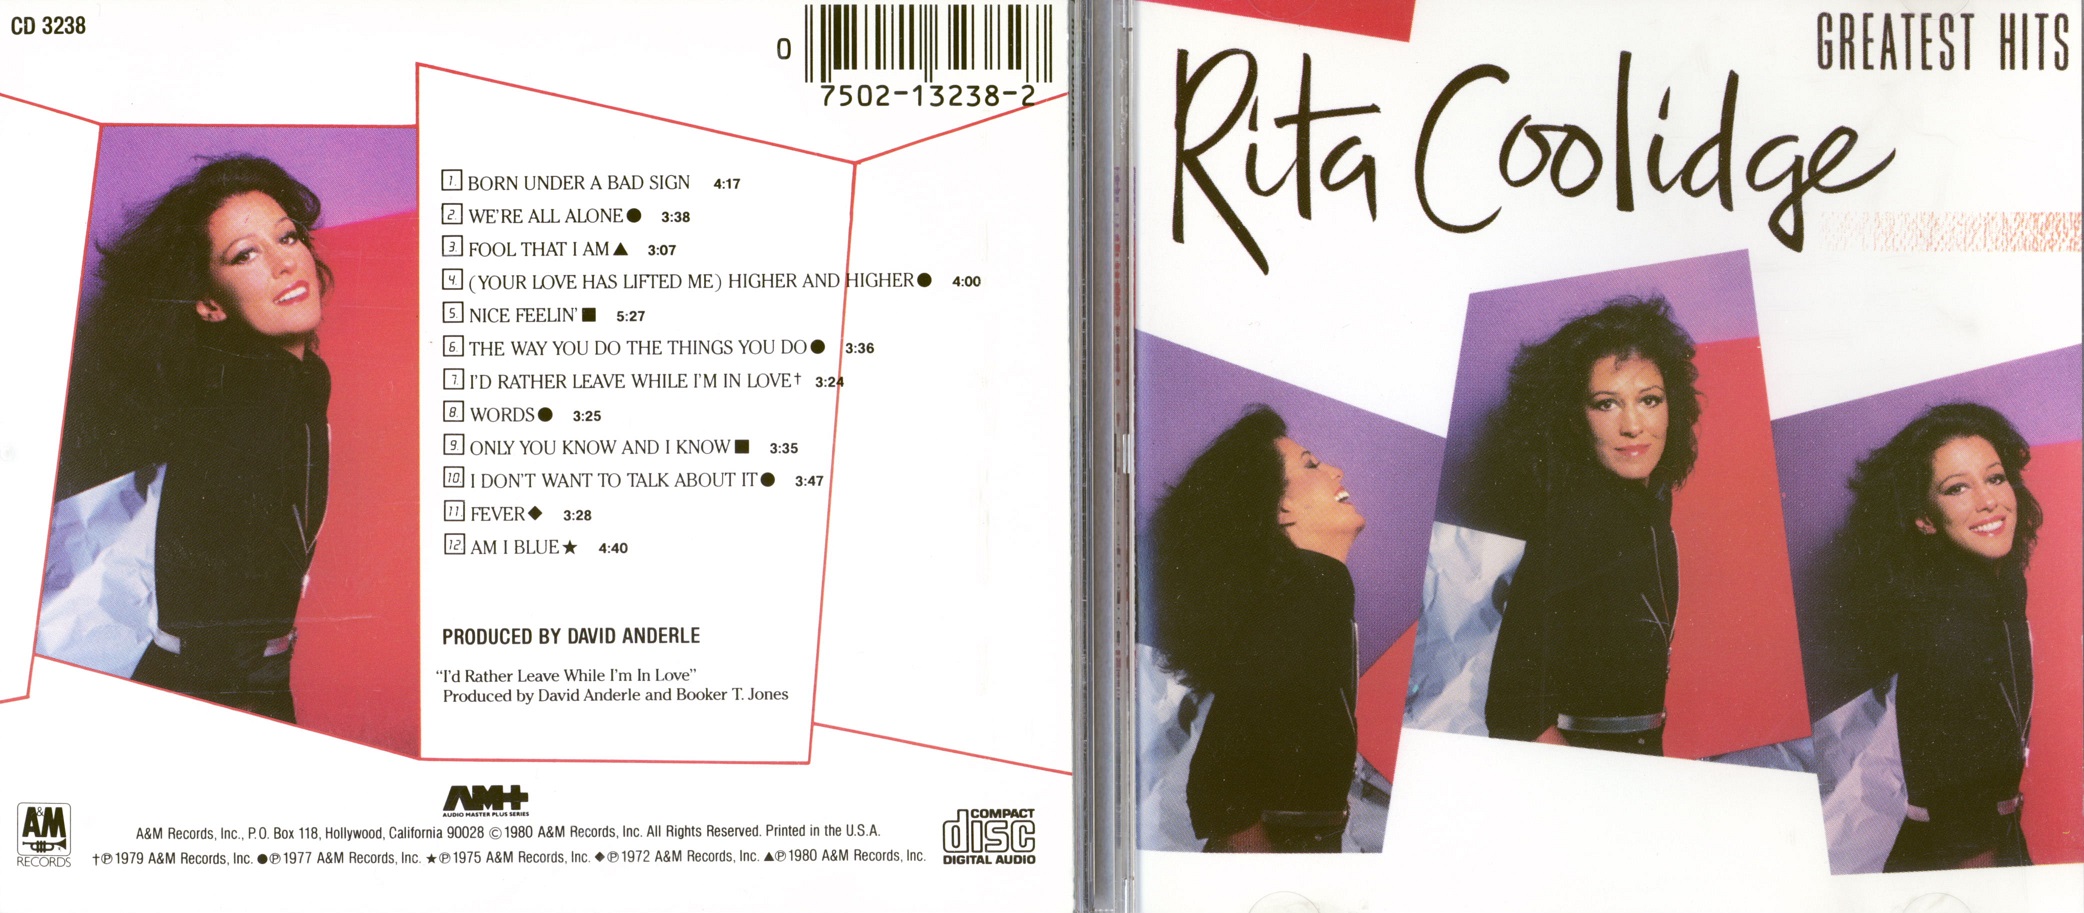 CD 3238
0
7502-13238-2
1. BORN UNDER A BAD SIGN 4:17
2. WE'RE ALL ALONE● 3:38
3. FOOL THAT I AM▲ 3:07
4. (YOUR LOVE HAS LIFTED ME) HIGHER AND HIGHER● 4:00
5. NICE FEELIN'■ 5:27
6. THE WAY YOU DO THE THINGS YOU DO● 3:36
7. I'D RATHER LEAVE WHILE I'M IN LOVE† 3:24
8. WORDS● 3:25
9. ONLY YOU KNOW AND I KNOW■ 3:35
10. I DON'T WANT TO TALK ABOUT IT● 3:47
11. FEVER◆ 3:28
12. AM I BLUE★ 4:40
PRODUCED BY DAVID ANDERLE
"I'd Rather Leave While I'm In Love"
Produced by David Anderle and Booker T. Jones
AM+
AUDIO MASTER PLUS SERIES
A&M
RECORDS
A&M Records, Inc., P.O. Box 118, Hollywood, California 90028 ©1980 A&M Records, Inc. All Rights Reserved. Printed in the U.S.A.
†℗1979 A&M Records, Inc. ●℗1977 A&M Records, Inc. ★℗1975 A&M Records, Inc. ◆℗1972 A&M Records, Inc. ▲℗1980 A&M Records, Inc.
COMPACT
disc
DIGITAL AUDIO
GREATEST HITS
Rita Coolidge